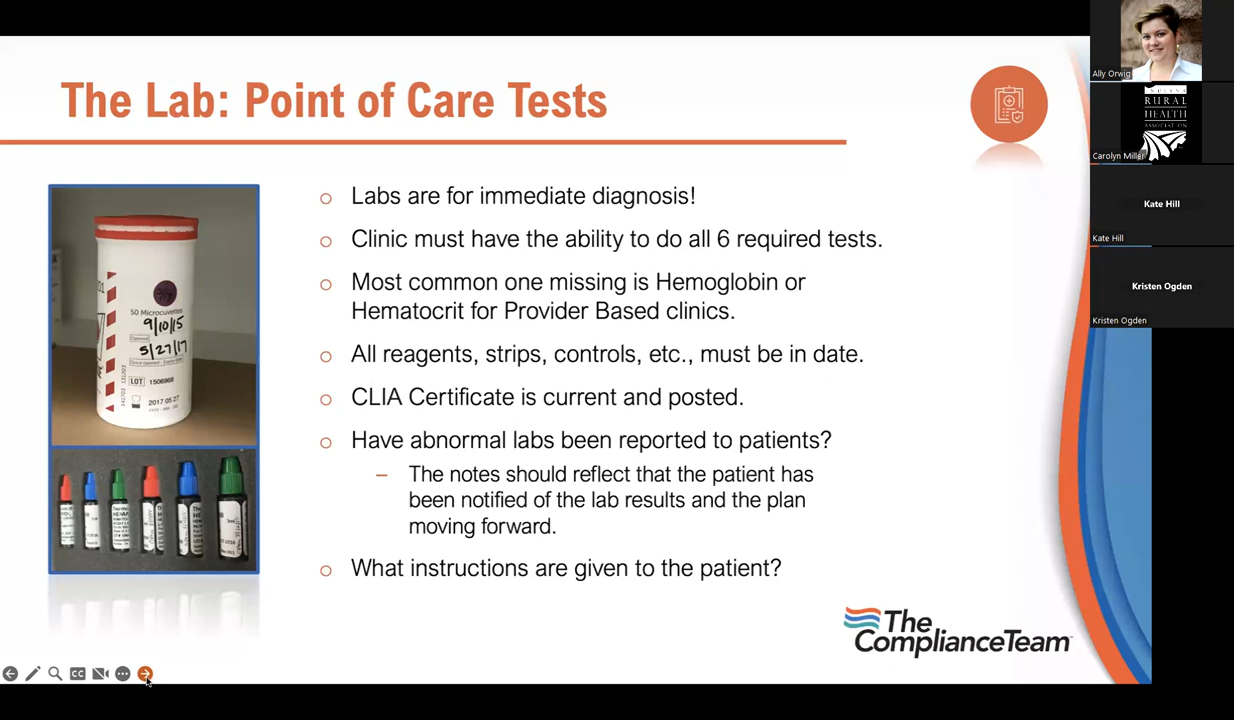 The Lab: Point of Care Tests
Labs are for immediate diagnosis!
Clinic must have the ability to do all 6 required tests.
Most common one missing is Hemoglobin or
Hematocrit for Provider Based clinics.
All reagents, strips, controls, etc., must be in date.
CLIA Certificate is current and posted.
Have abnormal labs been reported to patients?
– The notes should reflect that the patient has
been notified of the lab results and the plan
moving forward.
What instructions are given to the patient?
50 Microcuvettes
9/10/15
5/27/17
LOT 1506968
2017 05 27
The
ComplianceTeam
CC
Ally Orwig
INDIANA
RURAL
HEALTH
ASSOCIATION
Carolyn Miller
Kate Hill
Kate Hill
Kristen Ogden
Kristen Ogden